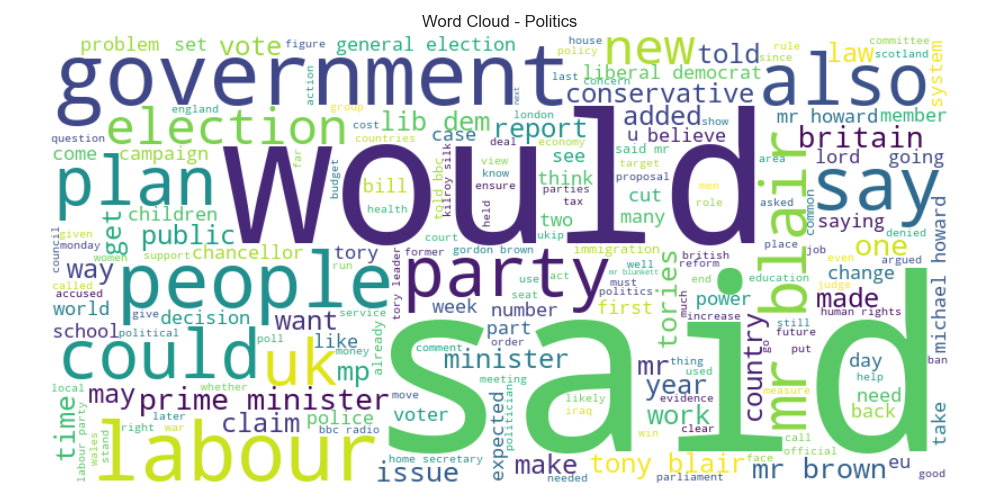 Word Cloud - Politics
problem set
vote
figure
general election
new
told
house
policy
rule
since
law
committee
scotland
system
government
action
last
concern
next
liberal democrat
conservative
also
england
election
cost
group
lib dem
case
report
london
added
u
believe
show
mr howard
member
britain
question
come
campaign
far
countries
budget
bill
told bbc
kilroy silk
deal
view
know
ensure
economy
see
think
said mr
target
proposal
cut
many
area
men
role
asked
lord
going
plan
would
mr blair
common
say
saying
children
get
public
health
held
parties
tax
two
ukip
denied
council
given
monday
women
support
chancellor
tory
court
former
gordon brown
immigration
british
reform
place
job
one
even
argued
michael howard
way
called
accused
people
run
tory leader
party
use
act
well
mr blunkett
must
politics
tories
end
education
judge
change
world
give
decision
want
service
week
number
seat
first
much
power
increase
made
human rights
school
political
like
already
part
order
country
go
still
future
put
ban
could
poll
uk
money
mp
comment
minister
mr
thing
used
year
evidence
measure
day
help
need
back
take
local
labour party
time
may
whether
prime minister
move
said
meeting
expected
politician
likely
iraq
work
clear
later
claim
police
voter
right
war
bbc radio
win
call
official
wales
stand
labour
home secretary
issue
needed
make
tony blair
parliament
face
mr brown
eu
good